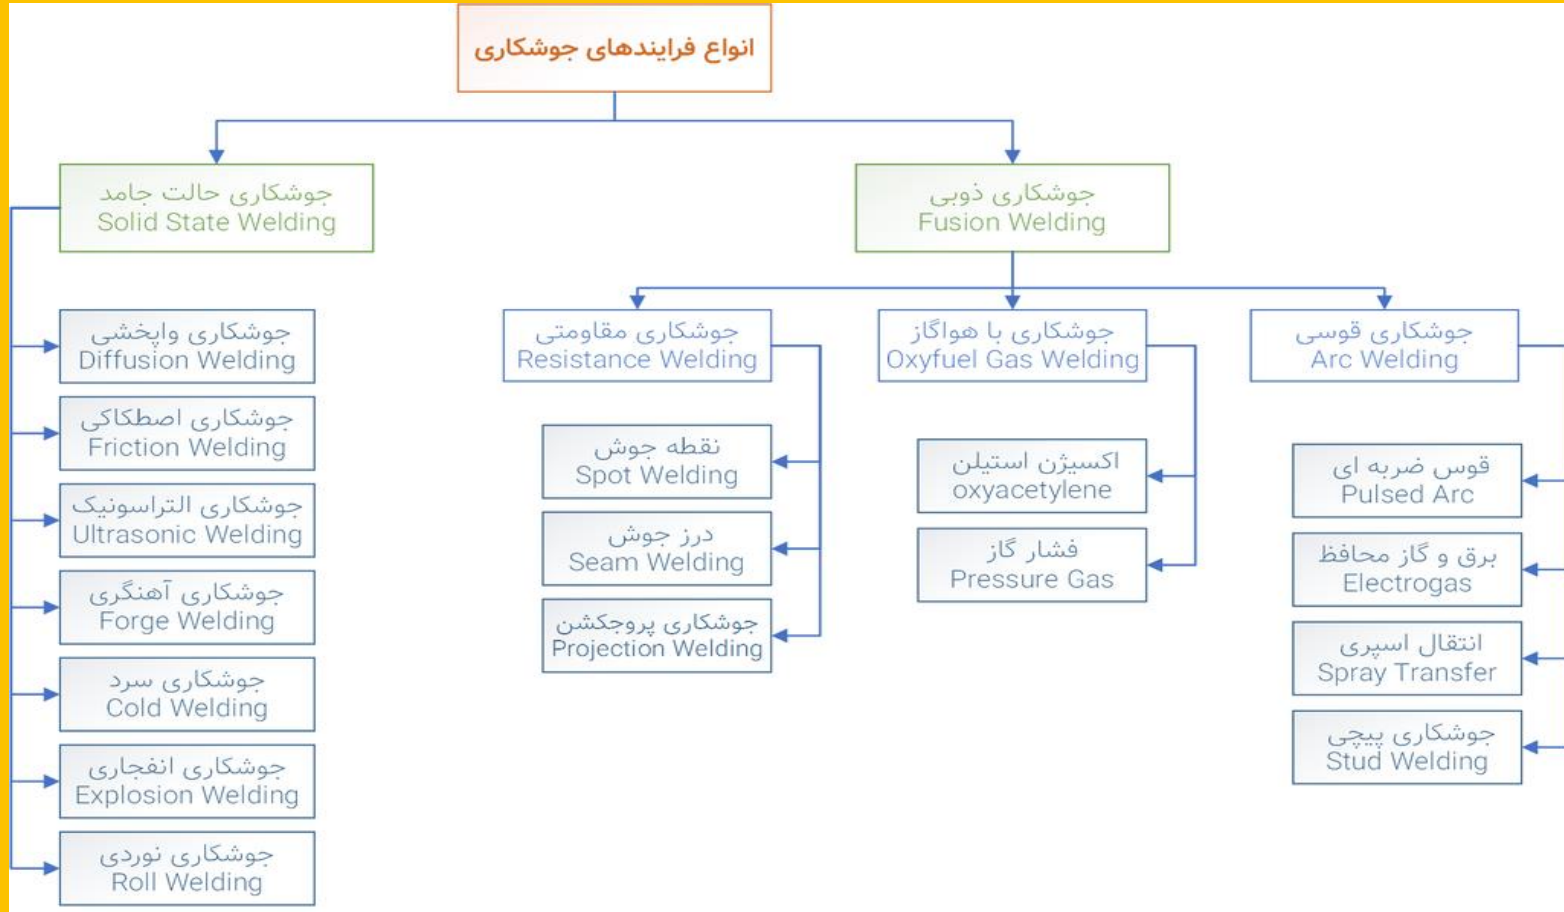 انواع فرایندهای جوشکاری
جوشکاری ذوبی
Fusion Welding
جوشکاری حالت جامد
Solid State Welding
جوشکاری قوسی
Arc Welding
قوس ضربه ای
Pulsed Arc
برق و گاز محافظ
Electrogas
انتقال اسپری
Spray Transfer
جوشکاری پیچی
Stud Welding
جوشکاری با هواگاز
Oxyfuel Gas Welding
اکسیژن استیلن
oxyacetylene
فشار گاز
Pressure Gas
جوشکاری مقاومتی
Resistance Welding
نقطه جوش
Spot Welding
درز جوش
Seam Welding
جوشکاری پروجکشن
Projection Welding
جوشکاری واپخشی
Diffusion Welding
جوشکاری اصطکاکی
Friction Welding
جوشکاری التراسونیک
Ultrasonic Welding
جوشکاری آهنگری
Forge Welding
جوشکاری سرد
Cold Welding
جوشکاری انفجاری
Explosion Welding
جوشکاری نوردی
Roll Welding